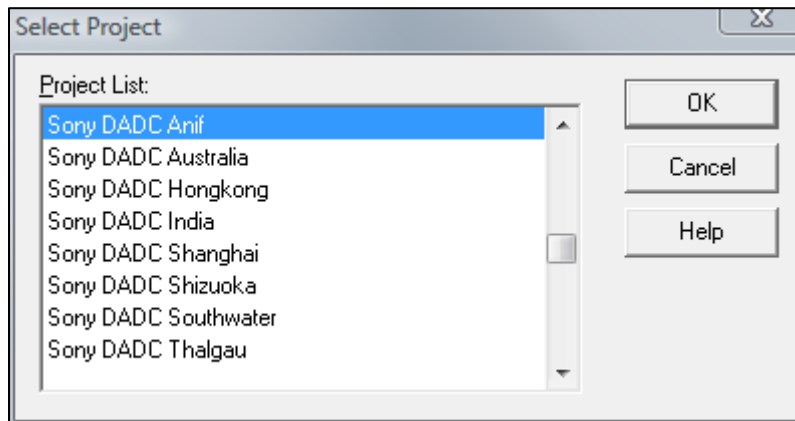 Select Project
Project List:
Sony DADC Anif
Sony DADC Australia
Sony DADC Hongkong
Sony DADC India
Sony DADC Shanghai
Sony DADC Shizuoka
Sony DADC Southwater
Sony DADC Thalgau
OK
Cancel
Help